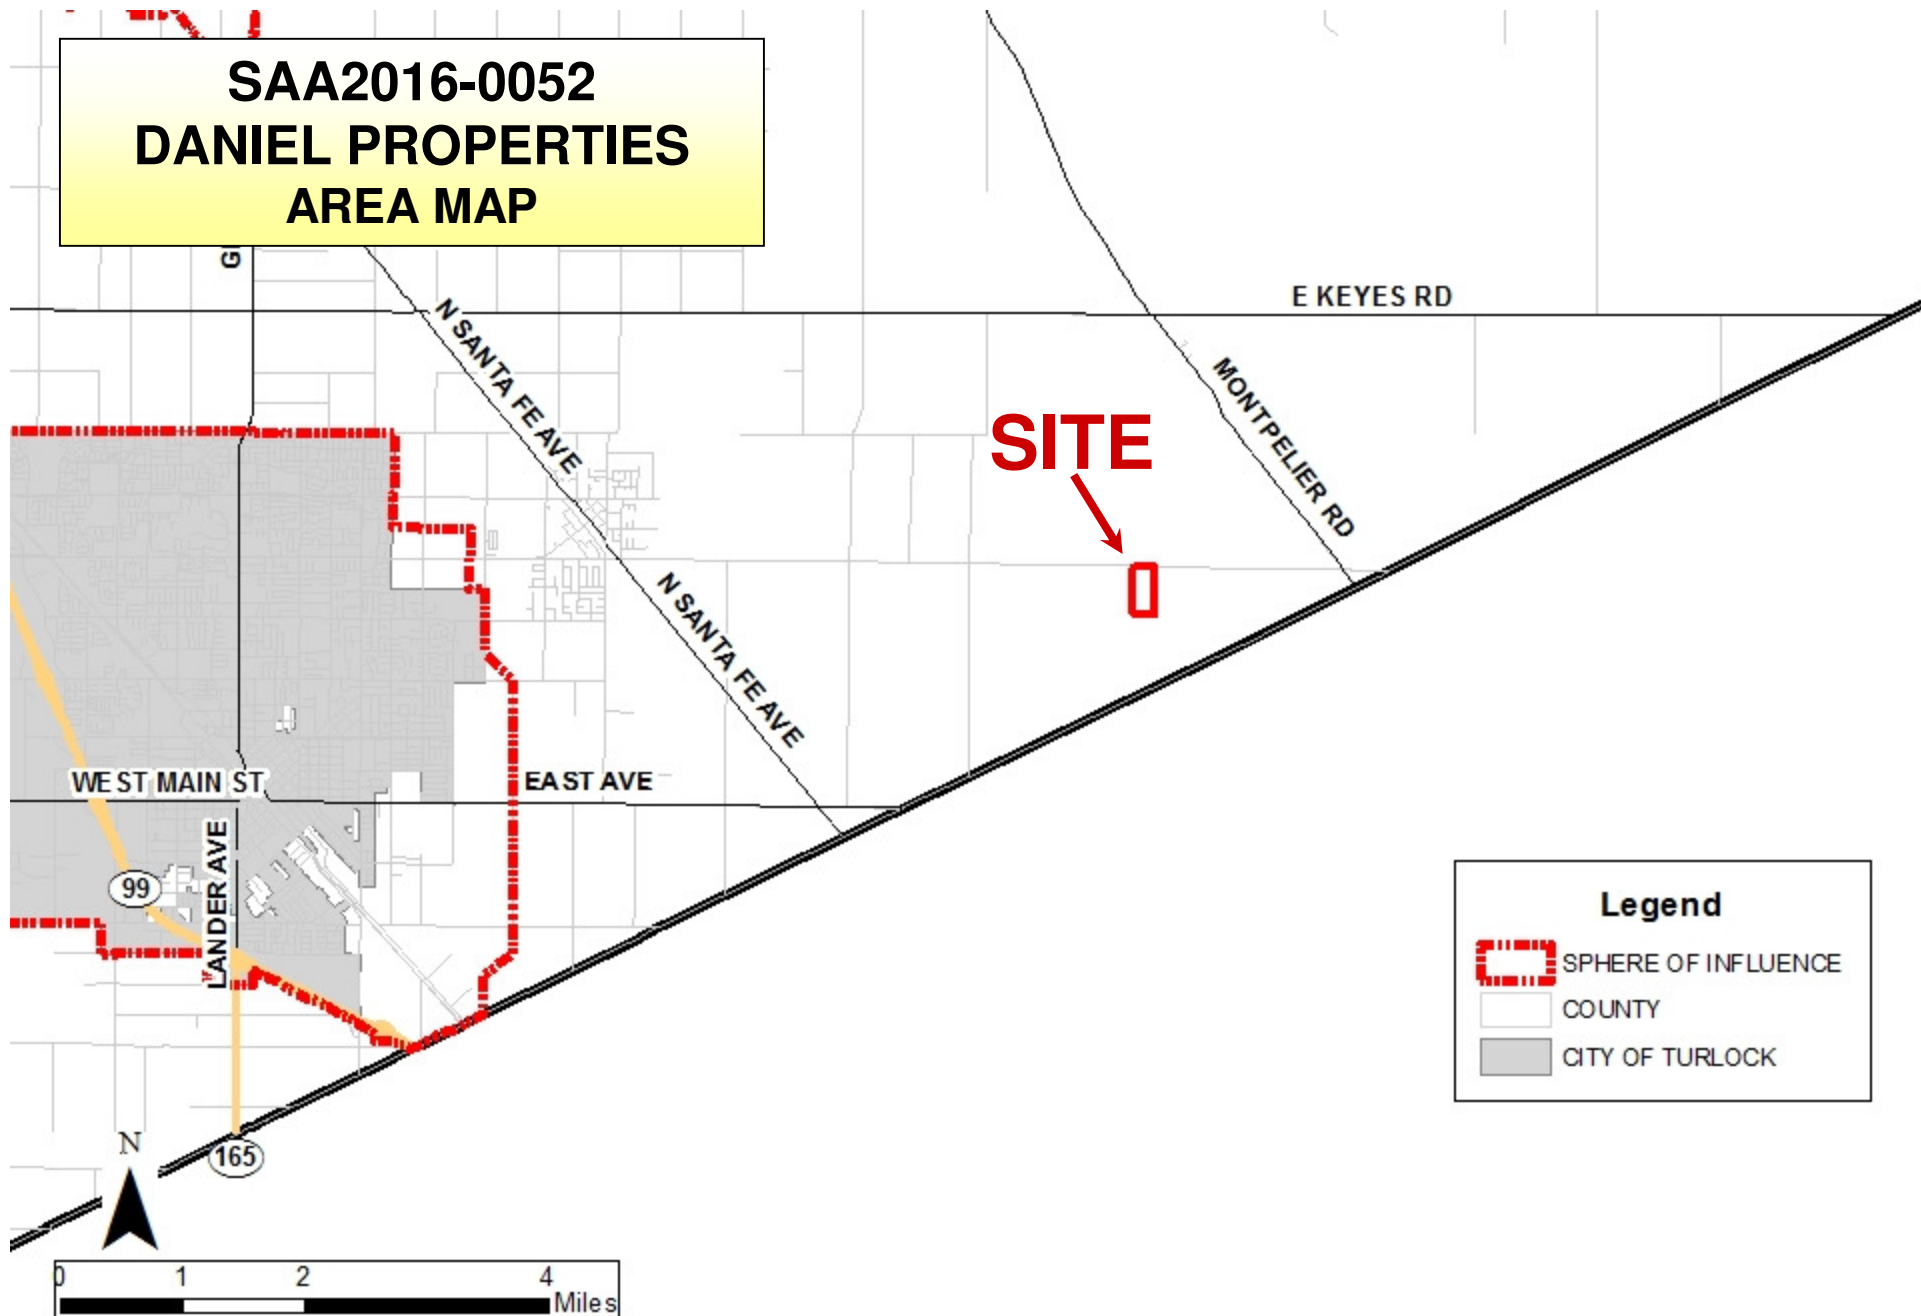 SAA2016-0052
DANIEL PROPERTIES
AREA MAP
E KEYES RD
N SANTA FE AVE
MONTPELIER RD
SITE
N SANTA FE AVE
WEST MAIN ST
EAST AVE
LANDER AVE
99
165
Legend
SPHERE OF INFLUENCE
COUNTY
CITY OF TURLOCK
N
0 1 2 4
Miles